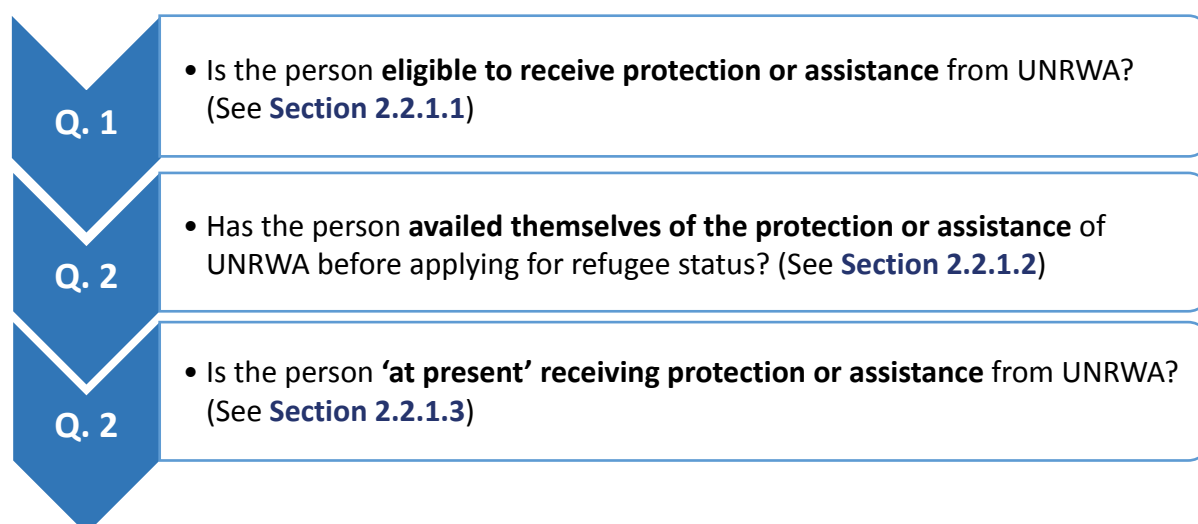 Q. 1
• Is the person eligible to receive protection or assistance from UNRWA?
(See Section 2.2.1.1)
Q. 2
• Has the person availed themselves of the protection or assistance of
UNRWA before applying for refugee status? (See Section 2.2.1.2)
Q. 2
• Is the person ‘at present’ receiving protection or assistance from UNRWA?
(See Section 2.2.1.3)